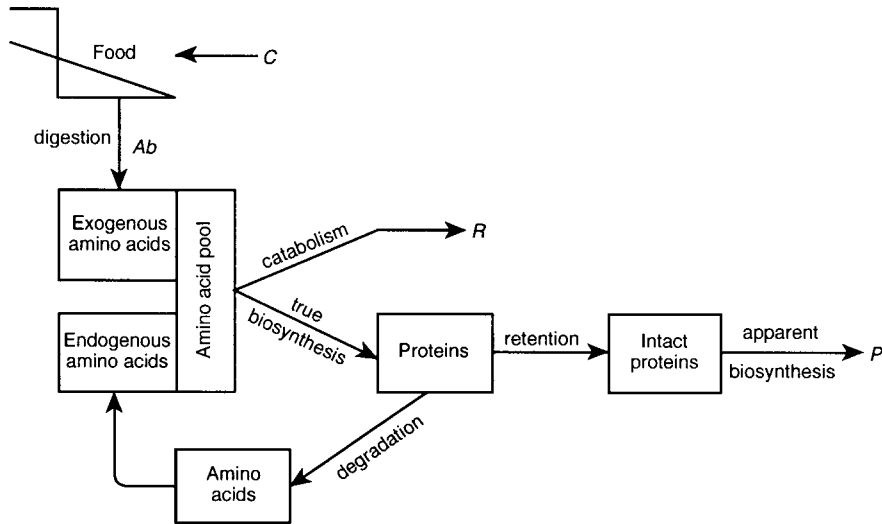 Food
C
digestion
Ab
Exogenous
amino acids
Amino acid pool
catabolism
R
true
biosynthesis
Endogenous
amino acids
Proteins
retention
Intact
proteins
apparent
biosynthesis
P
degradation
Amino
acids